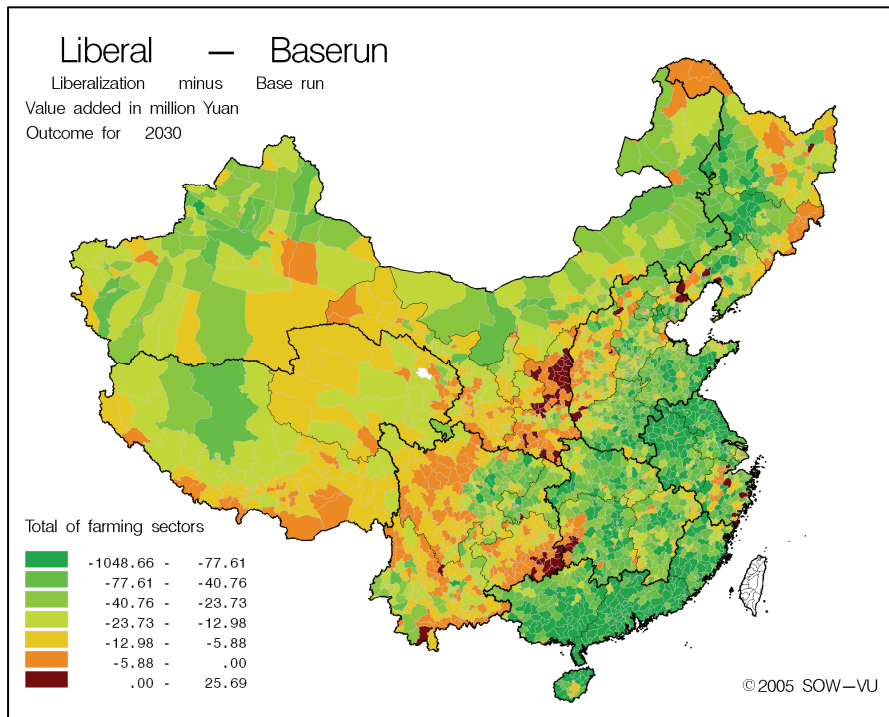 Liberal — Baserun
Liberalization minus Base run
Value added in million Yuan
Outcome for 2030
Total of farming sectors
-1048.66 - -77.61
-77.61 - -40.76
-40.76 - -23.73
-23.73 - -12.98
-12.98 - -5.88
-5.88 - .00
.00 - 25.69
© 2005 SOW—VU